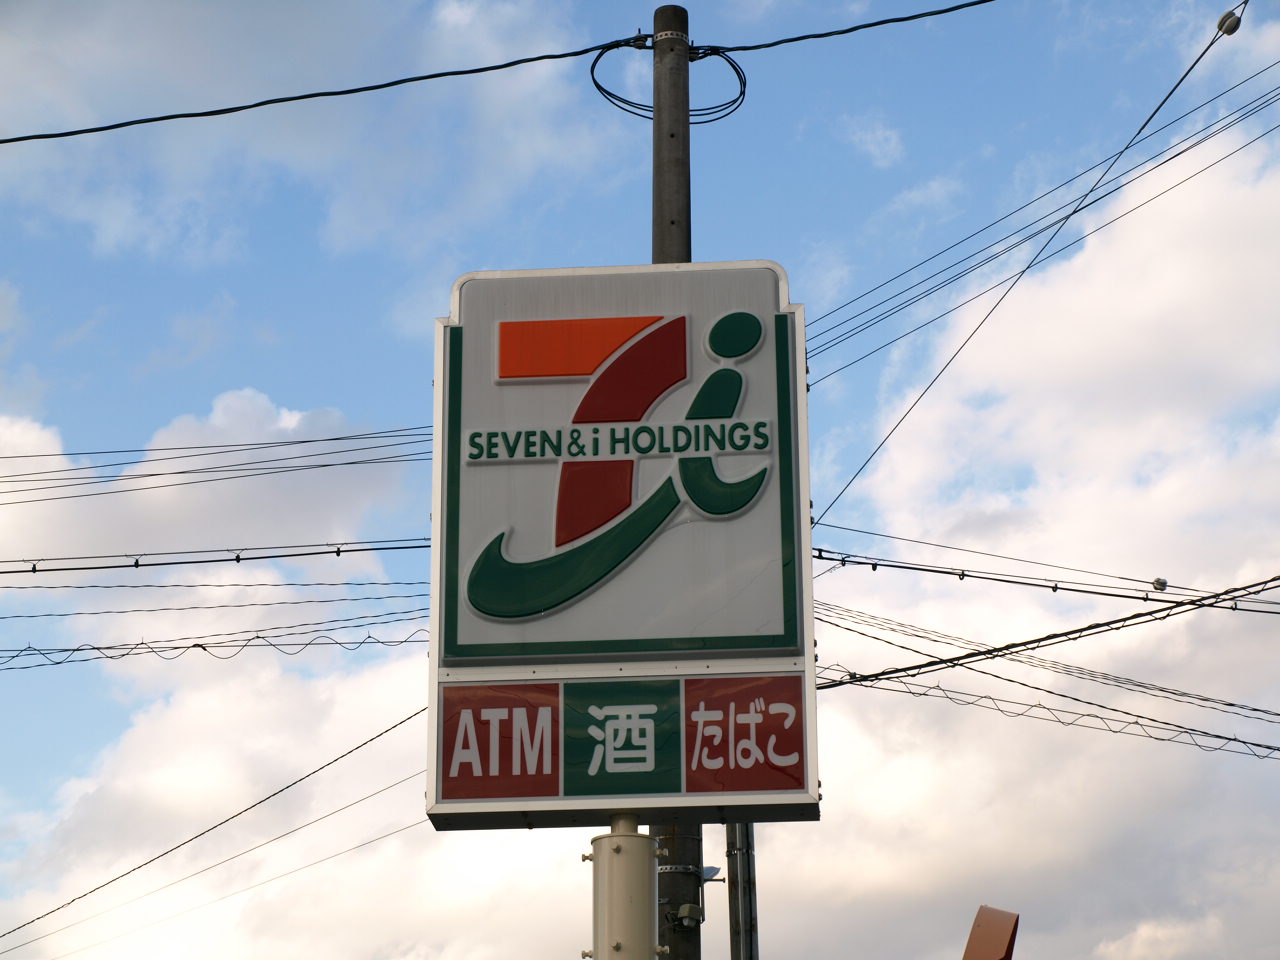 SEVEN & i HOLDINGS
ATM 酒 たばこ